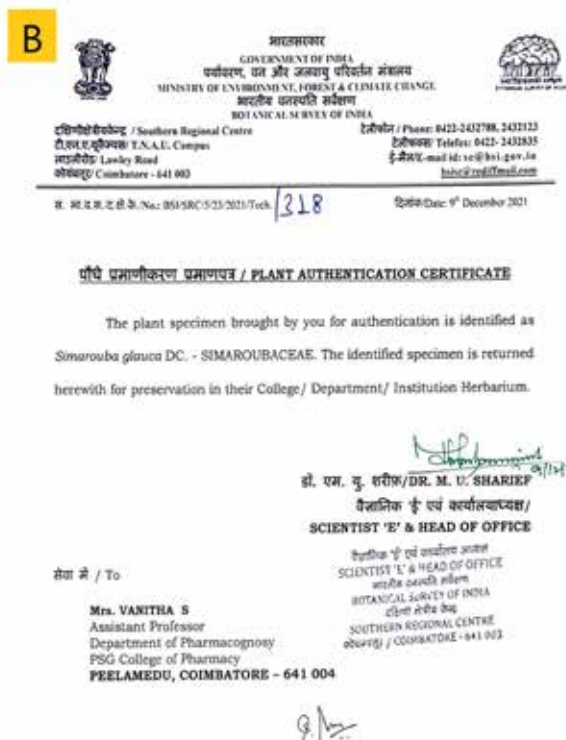 B
भारतसरकार
GOVERNMENT OF INDIA
पर्यावरण, वन और जलवायु परिवर्तन मंत्रालय
MINISTRY OF ENVIRONMENT, FOREST & CLIMATE CHANGE
भारतीय वनस्पति सर्वेक्षण
BOTANICAL SURVEY OF INDIA
/ Southern Regional Centre
टेलीफोन / Phone: 0422-2432788, 2432123
T.N.A.U. Campus
Telefax: 0422- 2432835
Lawley Road
ई-मेल/E-mail id: sc@bsi.gov.in
कोयंबटूर/ Coimbatore - 641 003
bsisc@rediffmail.com
No.: BSI/SRC/5/23/2021/Tech. /318
दिनांक/Date: 9th December 2021
पौधे प्रमाणीकरण प्रमाणपत्र / PLANT AUTHENTICATION CERTIFICATE
The plant specimen brought by you for authentication is identified as
Simarouba glauca DC. - SIMAROUBACEAE. The identified specimen is returned
herewith for preservation in their College/ Department/ Institution Herbarium.
डॉ. एम. यु. शरीफ़/DR. M. U. SHARIEF
वैज्ञानिक 'ई' एवं कार्यालयाध्यक्ष/
SCIENTIST 'E' & HEAD OF OFFICE
SCIENTIST 'E' & HEAD OF OFFICE
BOTANICAL SURVEY OF INDIA
SOUTHERN REGIONAL CENTRE
/ COIMBATORE - 641 003
सेवा में / To
Mrs. VANITHA S
Assistant Professor
Department of Pharmacognosy
PSG College of Pharmacy
PEELAMEDU, COIMBATORE – 641 004